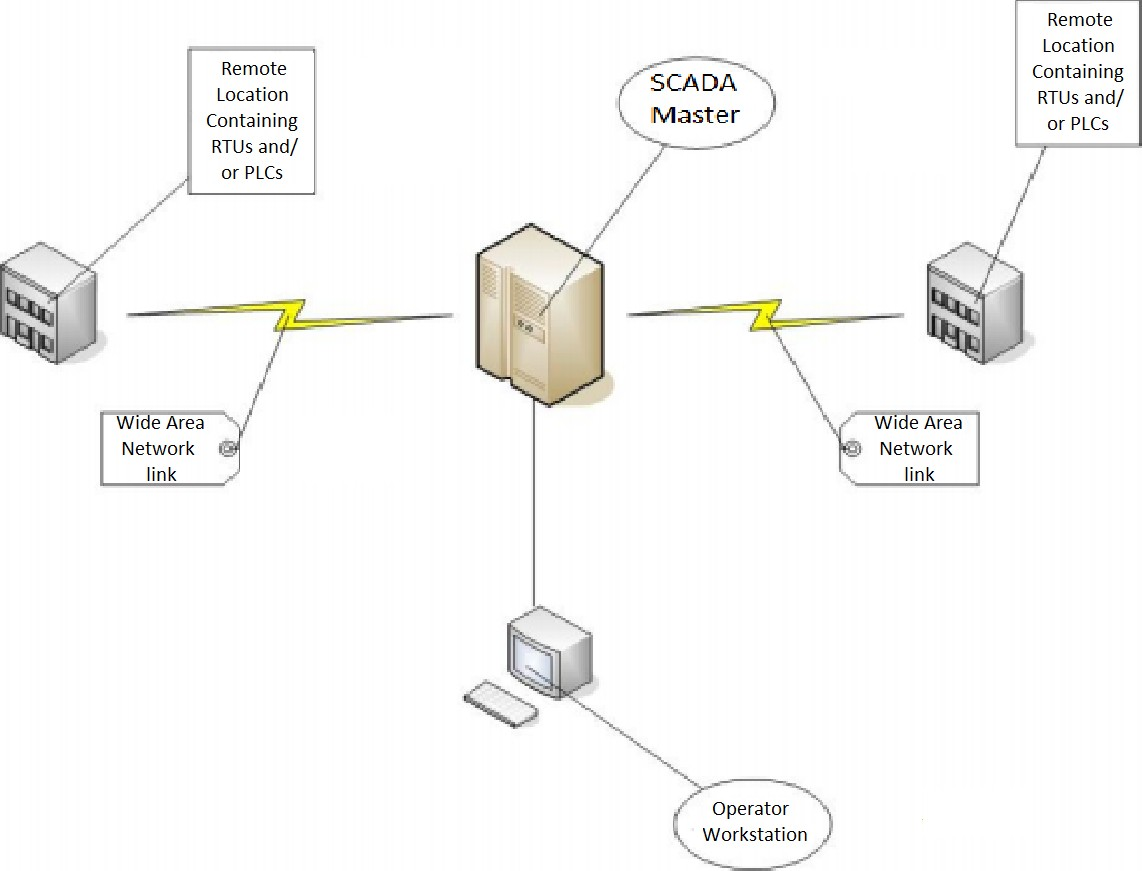 Remote
Location
Containing
RTUs and/
or PLCs
SCADA
Master
Remote
Location
Containing
RTUs and/
or PLCs
Wide Area
Network
link
Wide Area
Network
link
Operator
Workstation